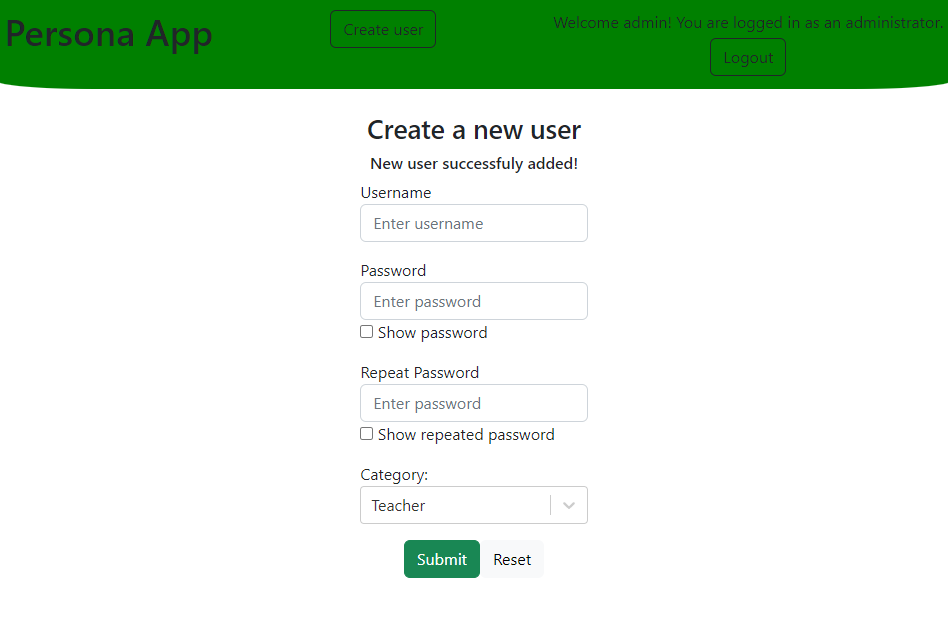 Persona App
Create user
Welcome admin! You are logged in as an administrator.
Logout
Create a new user
New user successfuly added!
Username
Enter username
Password
Enter password
Show password
Repeat Password
Enter password
Show repeated password
Category:
Teacher
Submit
Reset